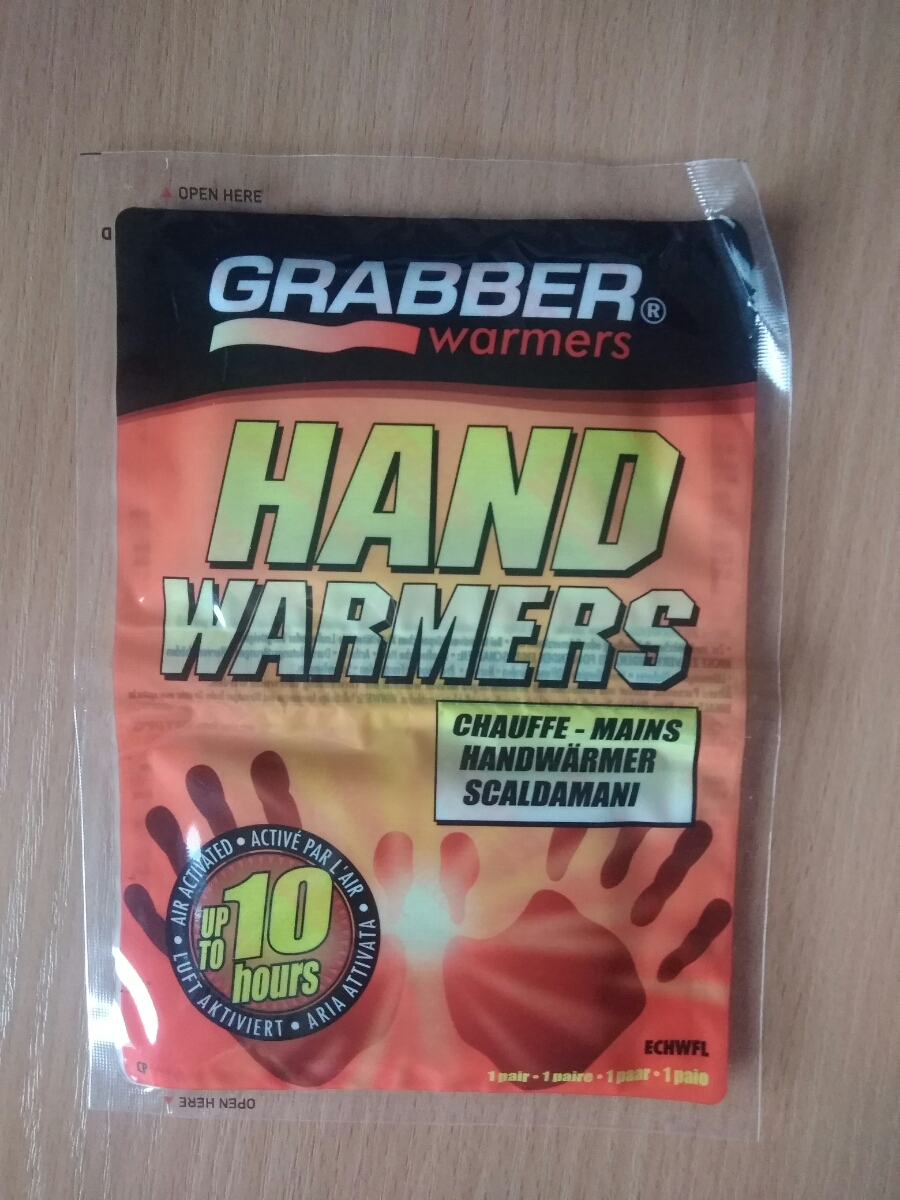 OPEN HERE
D
GRABBER®
warmers
HAND
WARMERS
CHAUFFE - MAINS
HANDWÄRMER
SCALDAMANI
AIR ACTIVATED • ACTIVÉ PAR L'AIR • ARIA ATTIVATA • LUFT AKTIVIERT •
UP TO 10 hours
ECHWFL
1 pair • 1 paire • 1 paar • 1 paio
CP
OPEN HERE